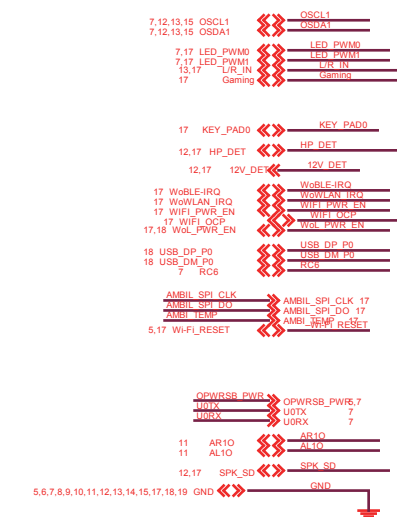 7,12,13,15 OSCL1 OSCL1
7,12,13,15 OSDA1 OSDA1
7,17 LED_PWM0 LED_PWM0
7,17 LED_PWM1 LED_PWM1
13,17 L/R_IN L/R_IN
17 Gaming Gaming
17 KEY_PAD0 KEY_PAD0
12,17 HP_DET HP_DET
12,17 12V_DET 12V_DET
17 WoBLE-IRQ WoBLE-IRQ
17 WoWLAN_IRQ WoWLAN_IRQ
17 WIFI_PWR_EN WIFI_PWR_EN
17 WIFI_OCP WIFI_OCP
17,18 WoL_PWR_EN WoL_PWR_EN
18 USB_DP_P0 USB_DP_P0
18 USB_DM_P0 USB_DM_P0
7 RC6 RC6
AMBIL_SPI_CLK AMBIL_SPI_CLK 17
AMBIL_SPI_DO AMBIL_SPI_DO 17
AMBI_TEMP AMBI_TEMP 17
5,17 Wi-Fi_RESET Wi-Fi_RESET
OPWRSB_PWR OPWRSB_PWR 5,7
U0TX U0TX 7
U0RX U0RX 7
11 AR1O AR1O
11 AL1O AL1O
12,17 SPK_SD SPK_SD
5,6,7,8,9,10,11,12,13,14,15,17,18,19 GND GND